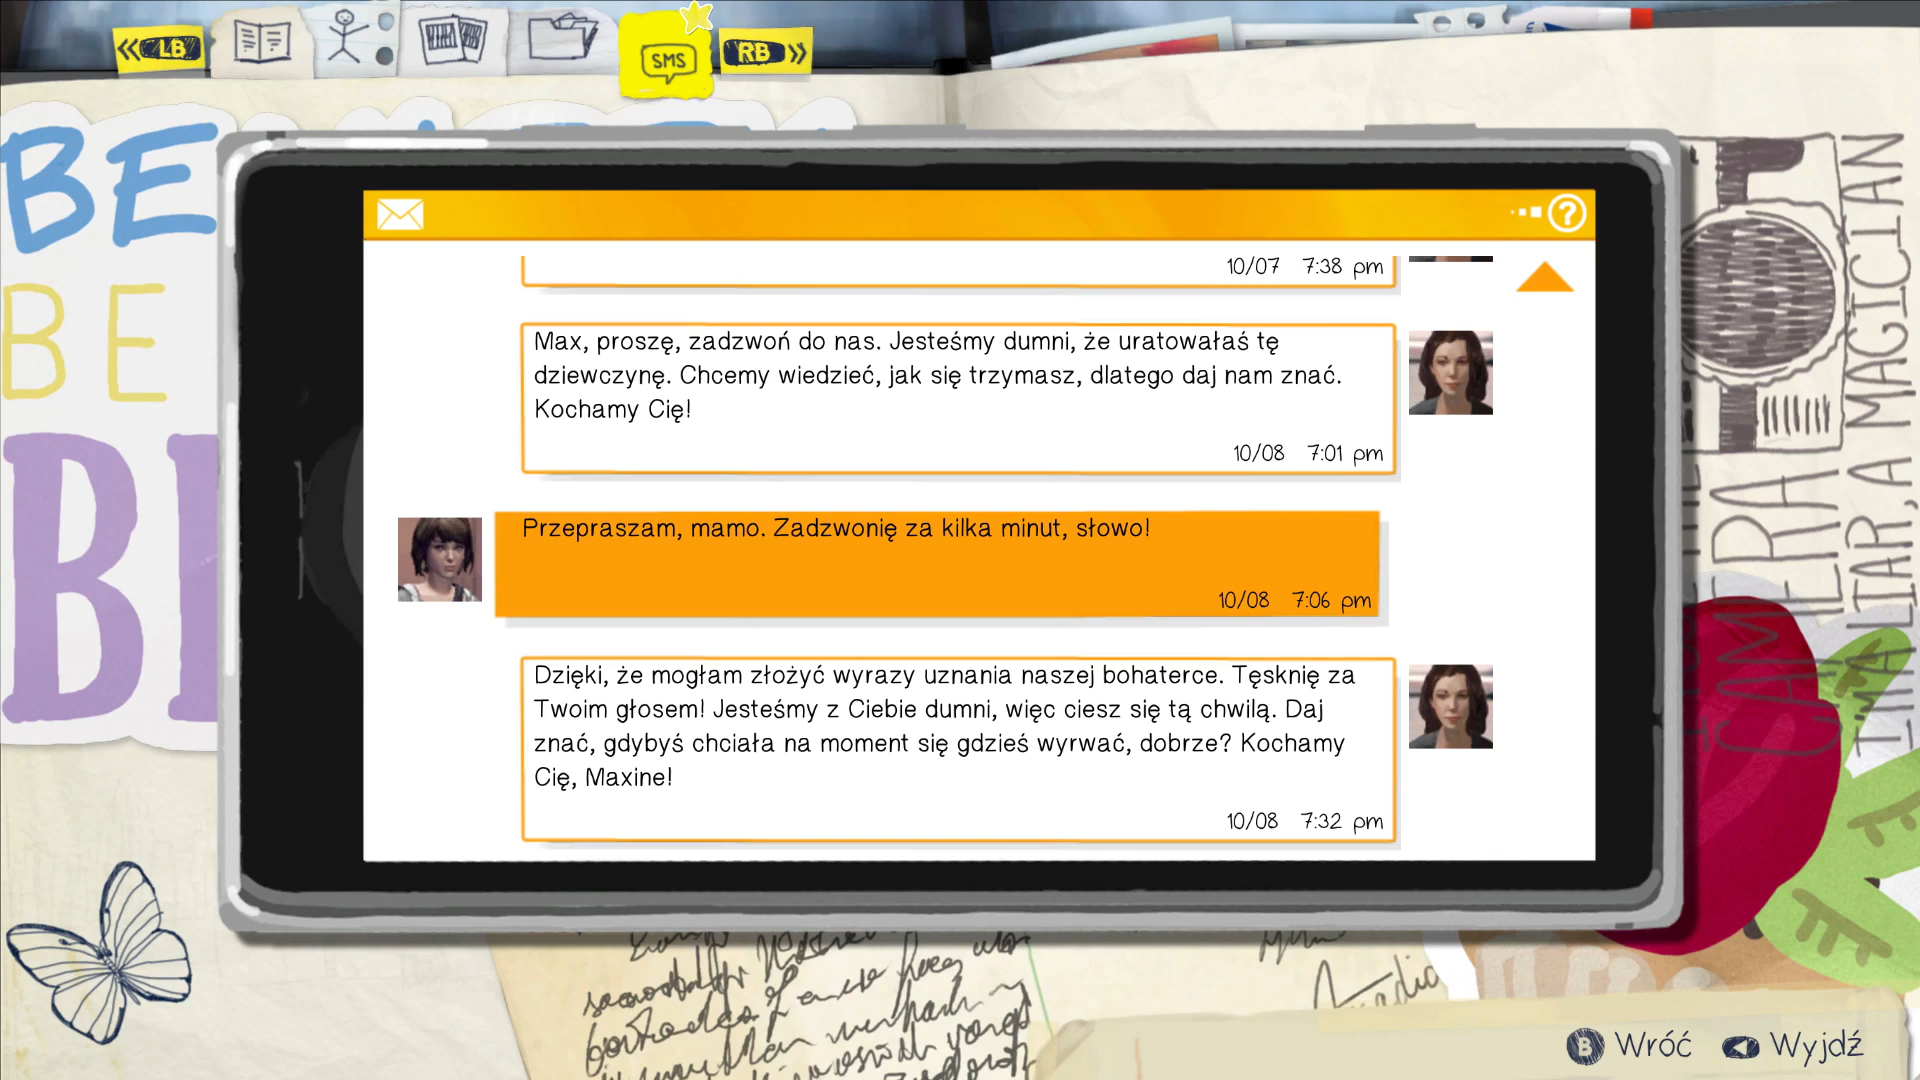 LB
SMS
RB
BE
BE
10/07 7:38 pm
Max, proszę, zadzwoń do nas. Jesteśmy dumni, że uratowałaś tę
dziewczynę. Chcemy wiedzieć, jak się trzymasz, dlatego daj nam znać.
Kochamy Cię!
10/08 7:01 pm
Przepraszam, mamo. Zadzwonię za kilka minut, słowo!
10/08 7:06 pm
Dzięki, że mogłam złożyć wyrazy uznania naszej bohaterce. Tęsknię za
Twoim głosem! Jesteśmy z Ciebie dumni, więc ciesz się tą chwilą. Daj
znać, gdybyś chciała na moment się gdzieś wyrwać, dobrze? Kochamy
Cię, Maxine!
10/08 7:32 pm
CAMERA
I'M A LIAR, A MAGICIAN
B Wróć
Wyjdź